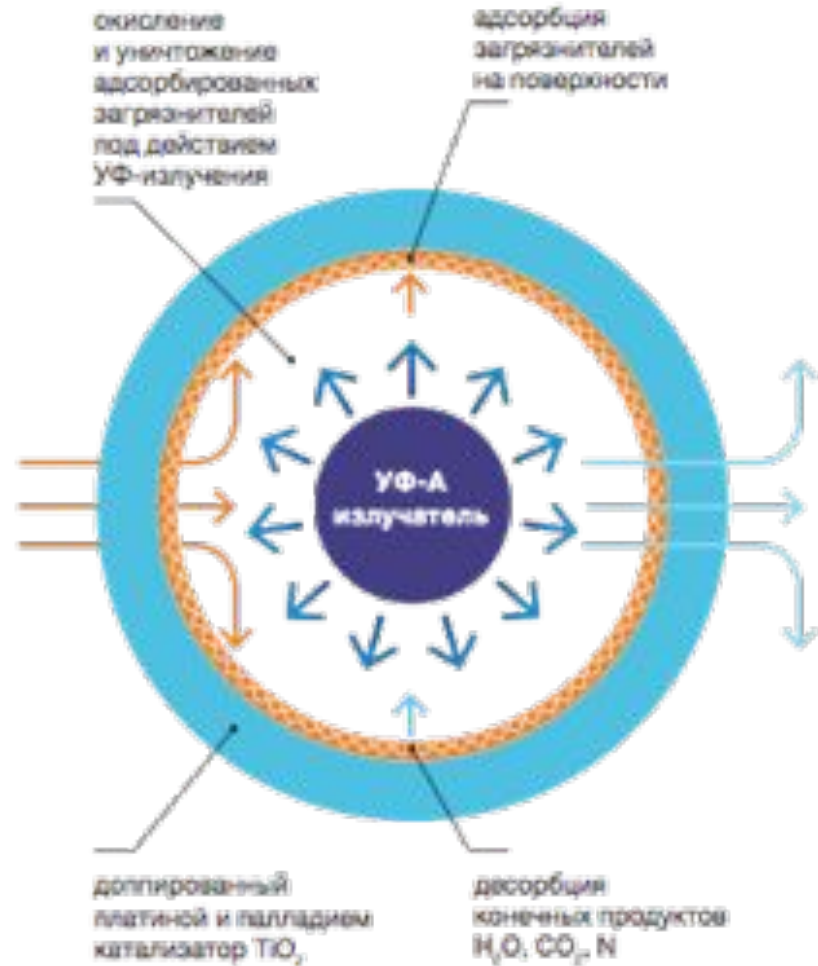 окисление
и уничтожение
адсорбированных
загрязнителей
под действием
УФ-излучения
адсорбция
загрязнителей
на поверхности
УФ-А
излучатель
доппированный
платиной и палладием
катализатор TiO₂
десорбция
конечных продуктов
H₂O, CO₂, N